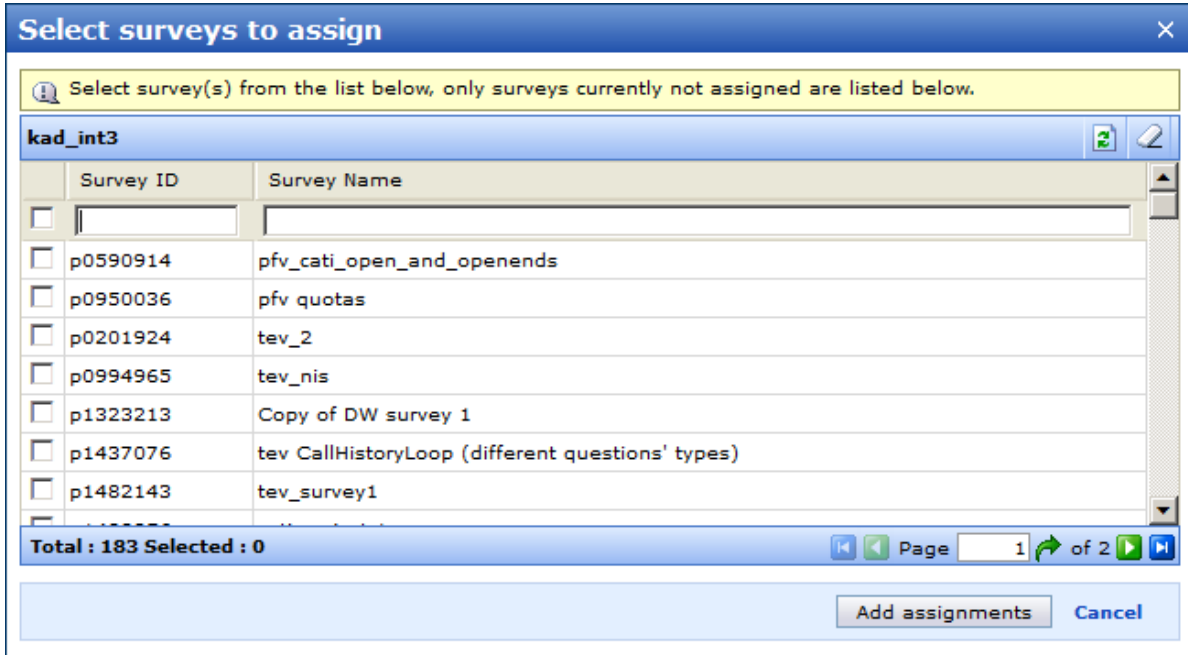 Select surveys to assign
Select survey(s) from the list below, only surveys currently not assigned are listed below.
kad_int3
Survey ID Survey Name
p0590914 pfv_cati_open_and_openends
p0950036 pfv quotas
p0201924 tev_2
p0994965 tev_nis
p1323213 Copy of DW survey 1
p1437076 tev CallHistoryLoop (different questions' types)
p1482143 tev_survey1
Total : 183 Selected : 0 Page 1 of 2
Add assignments Cancel